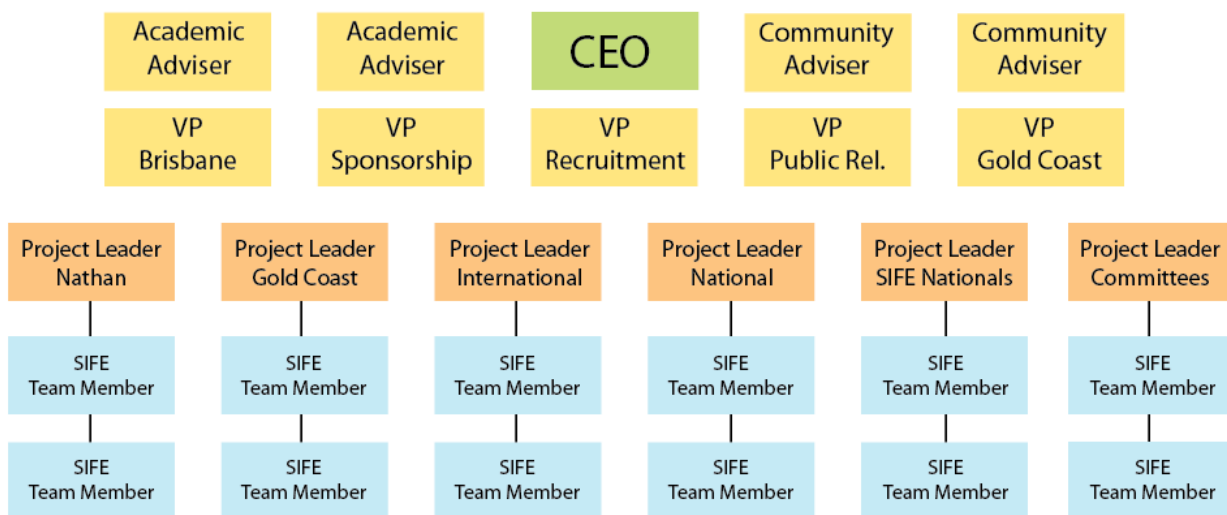 Academic
Adviser
Academic
Adviser
CEO
Community
Adviser
Community
Adviser
VP
Brisbane
VP
Sponsorship
VP
Recruitment
VP
Public Rel.
VP
Gold Coast
Project Leader
Nathan
Project Leader
Gold Coast
Project Leader
International
Project Leader
National
Project Leader
SIFE Nationals
Project Leader
Committees
SIFE
Team Member
SIFE
Team Member
SIFE
Team Member
SIFE
Team Member
SIFE
Team Member
SIFE
Team Member
SIFE
Team Member
SIFE
Team Member
SIFE
Team Member
SIFE
Team Member
SIFE
Team Member
SIFE
Team Member